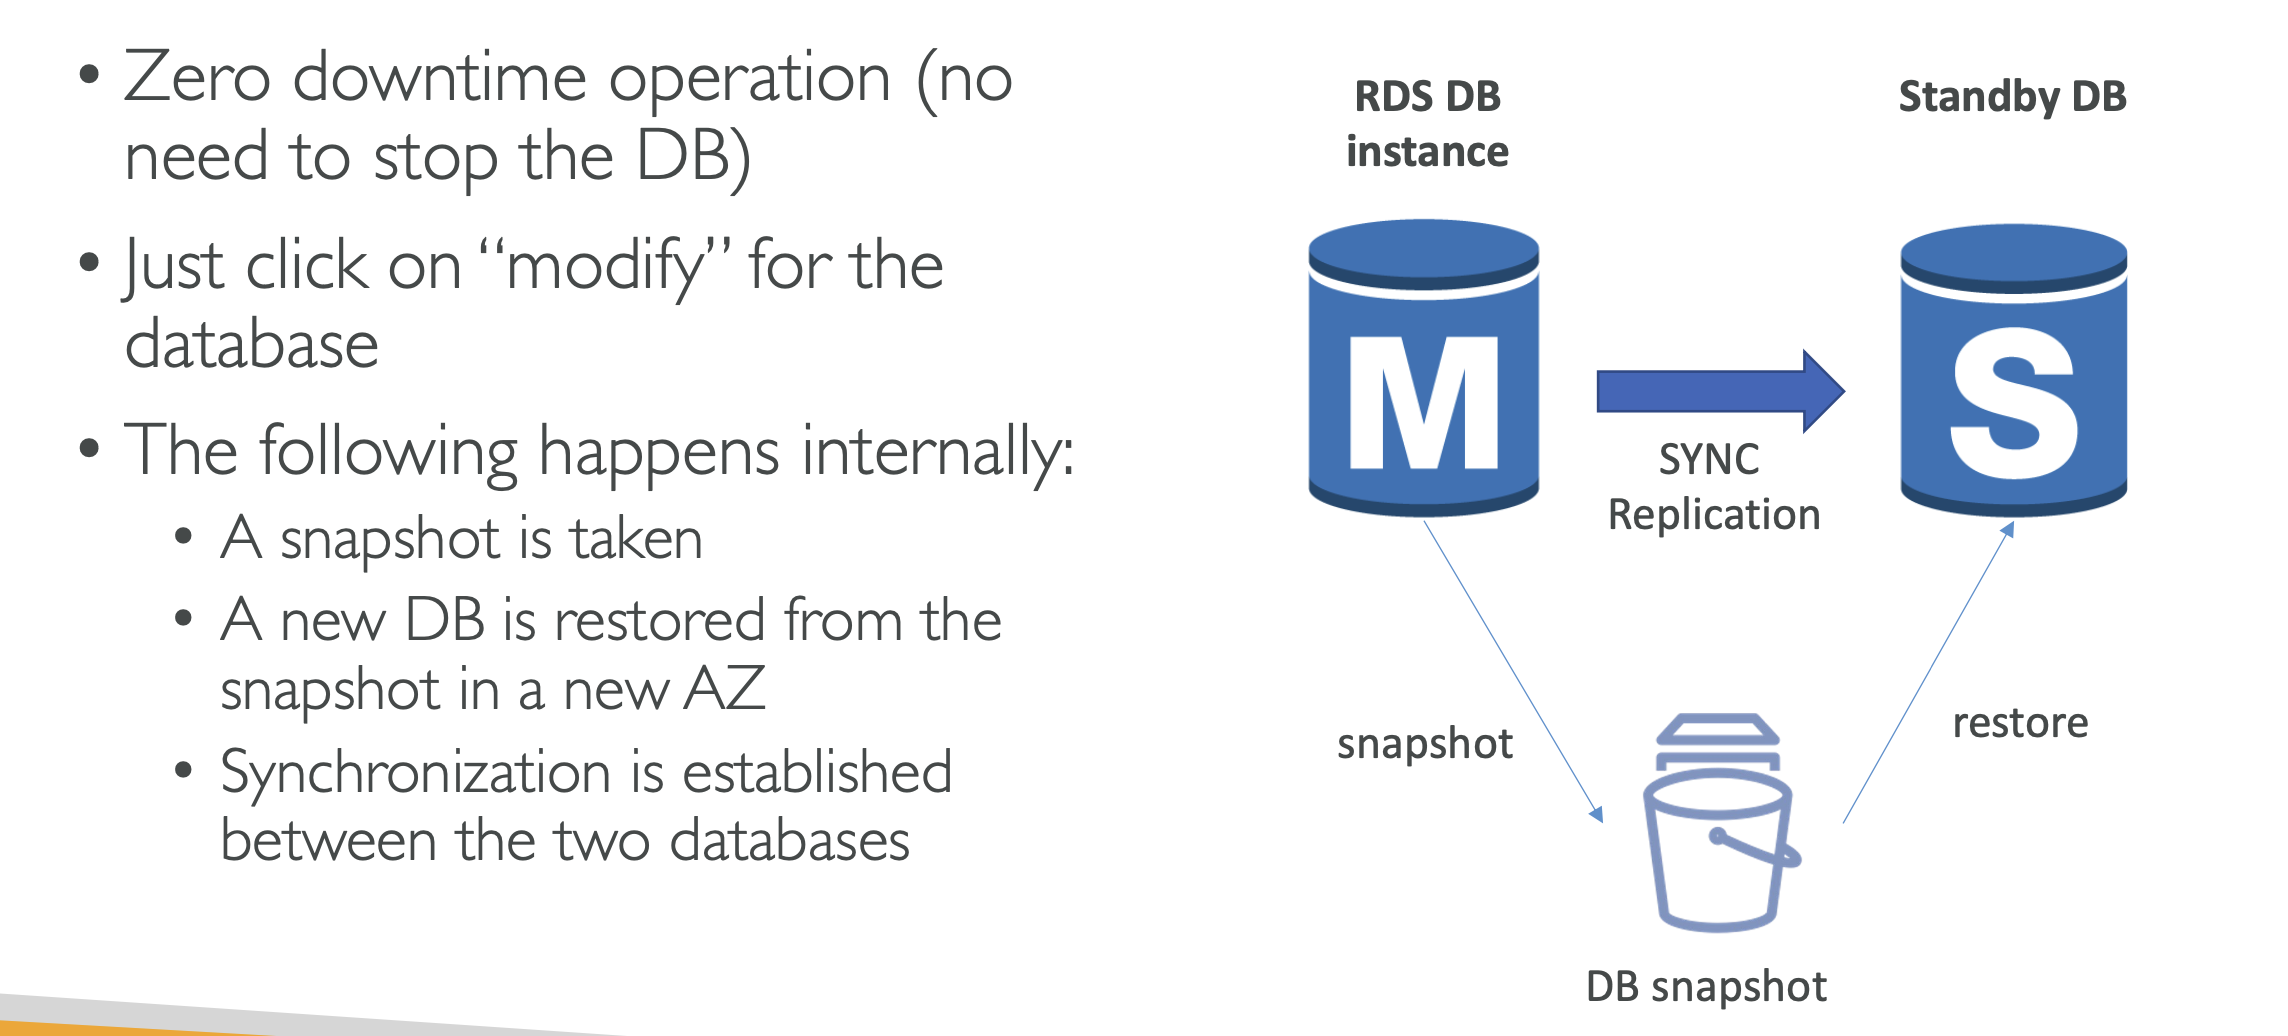 • Zero downtime operation (no
need to stop the DB)
• Just click on “modify” for the
database
• The following happens internally:
• A snapshot is taken
• A new DB is restored from the
snapshot in a new AZ
• Synchronization is established
between the two databases
RDS DB
instance
Standby DB
M
S
SYNC
Replication
snapshot
restore
DB snapshot